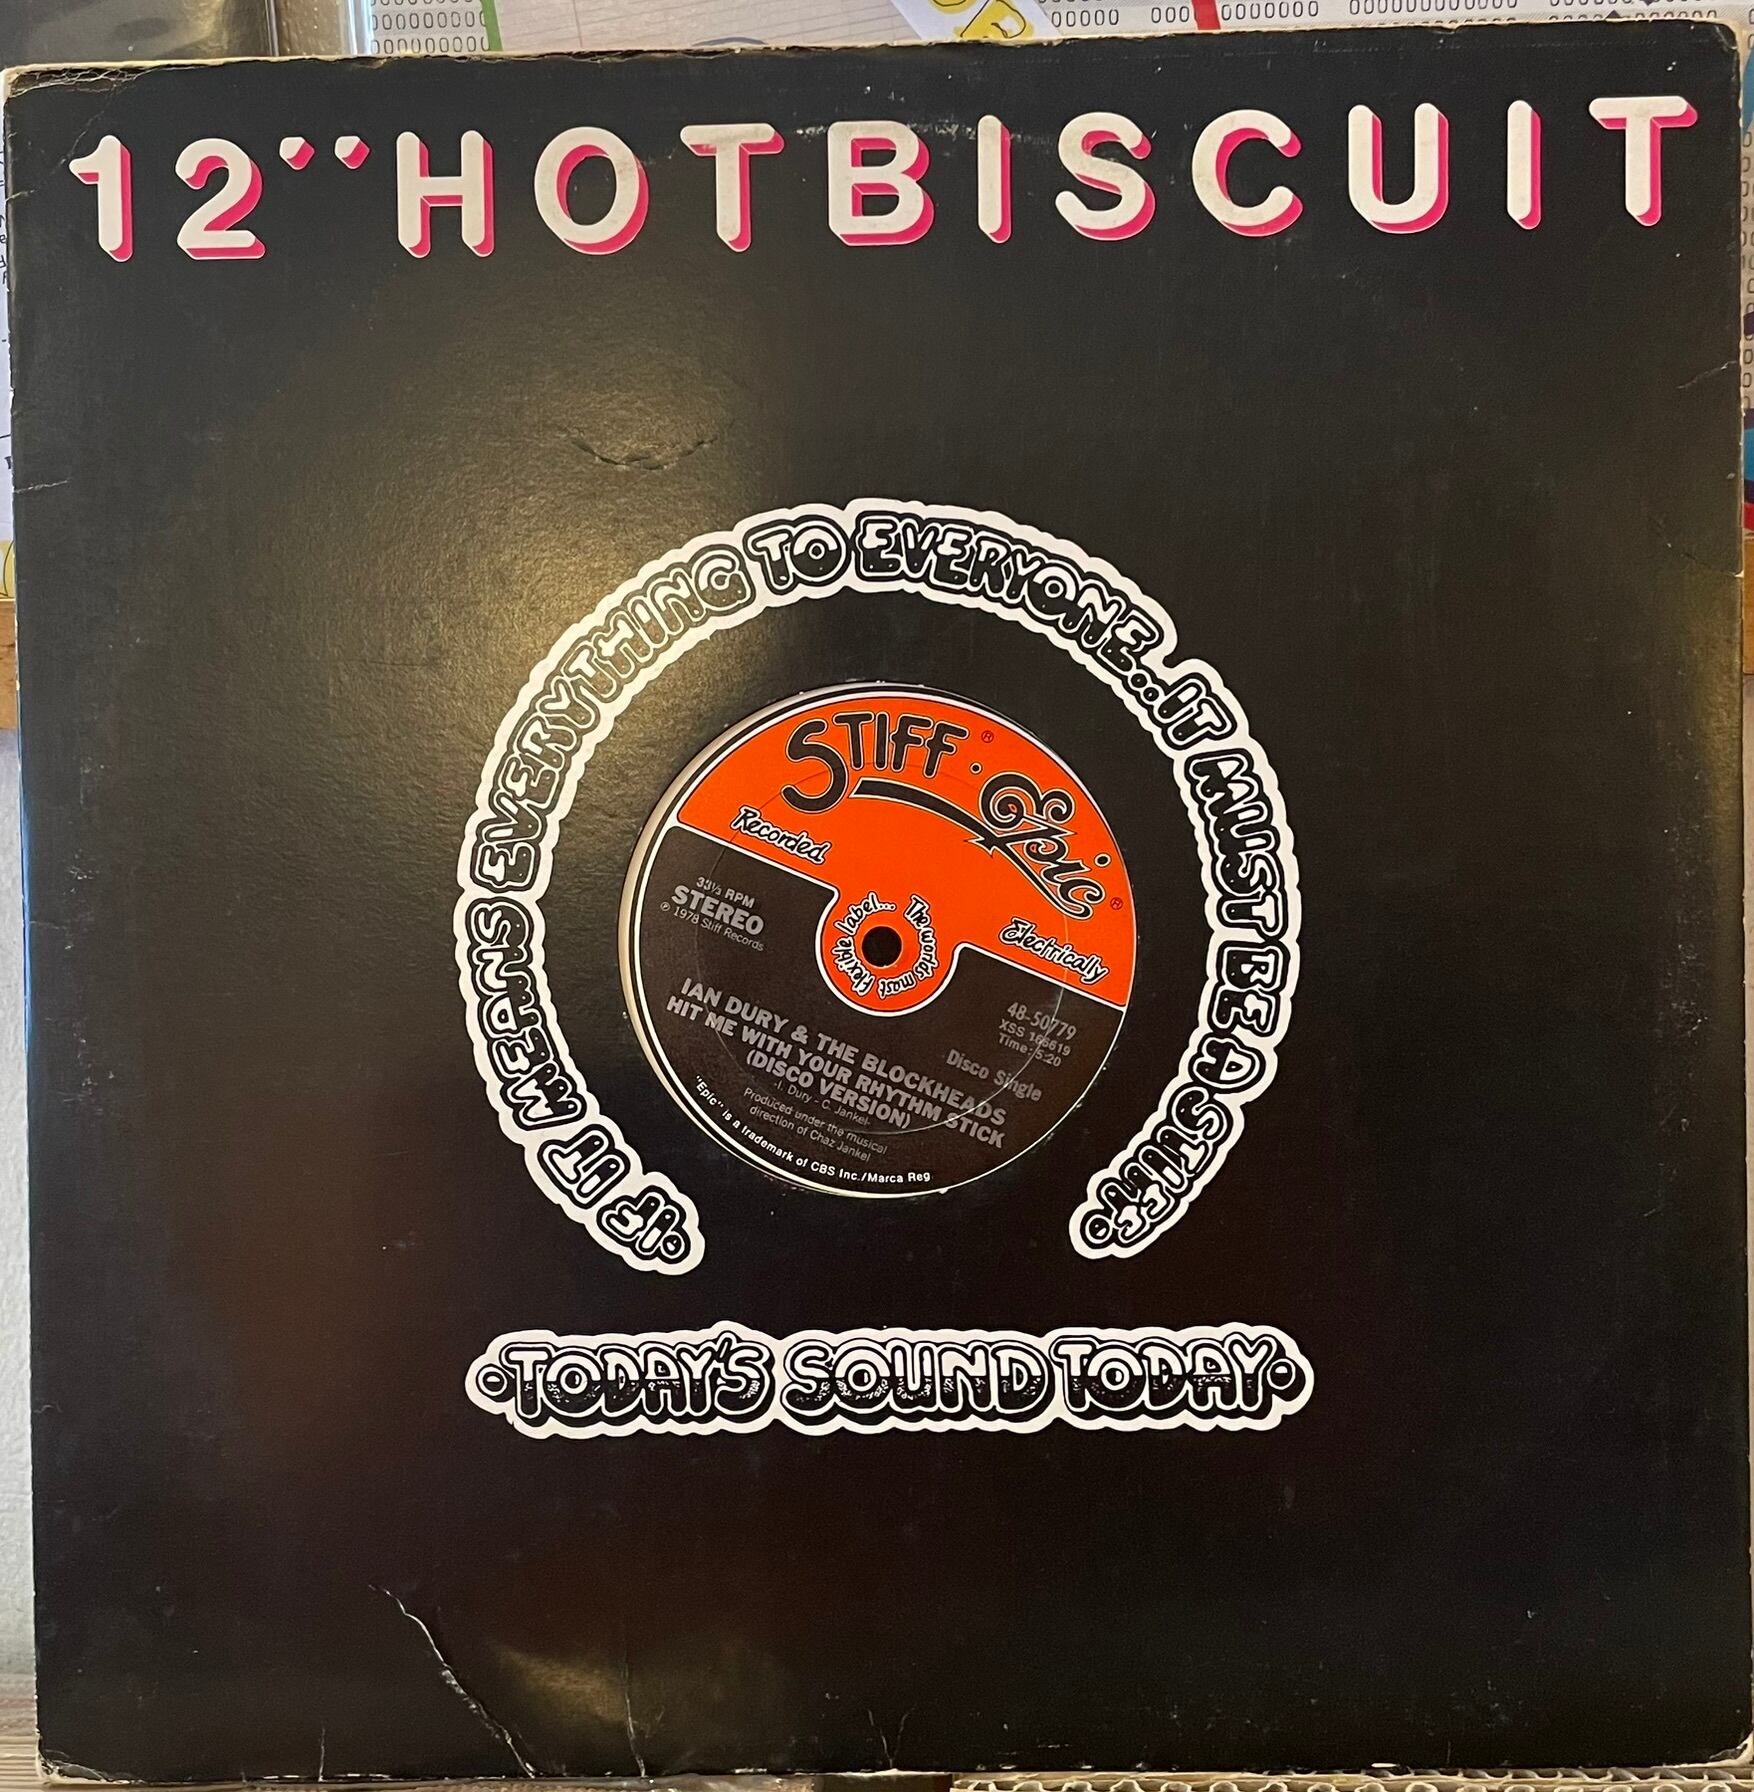 12" HOT BISCUIT
•IF IT MEANS EVERYTHING TO EVERYONE...IT MUST BE A STIFF•
STIFF® · Epic®
Recorded
Electrically
The worlds most flexible label...
33⅓ RPM
STEREO
℗ 1978 Stiff Records
48-50779
XSS 166619
Time: 5:20
Disco Single
IAN DURY & THE BLOCKHEADS
HIT ME WITH YOUR RHYTHM STICK
(DISCO VERSION)
-I. Dury - C. Jankel-
Produced under the musical
direction of Chaz Jankel
"Epic" is a trademark of CBS Inc./Marca Reg.
•TODAY'S SOUND TODAY•